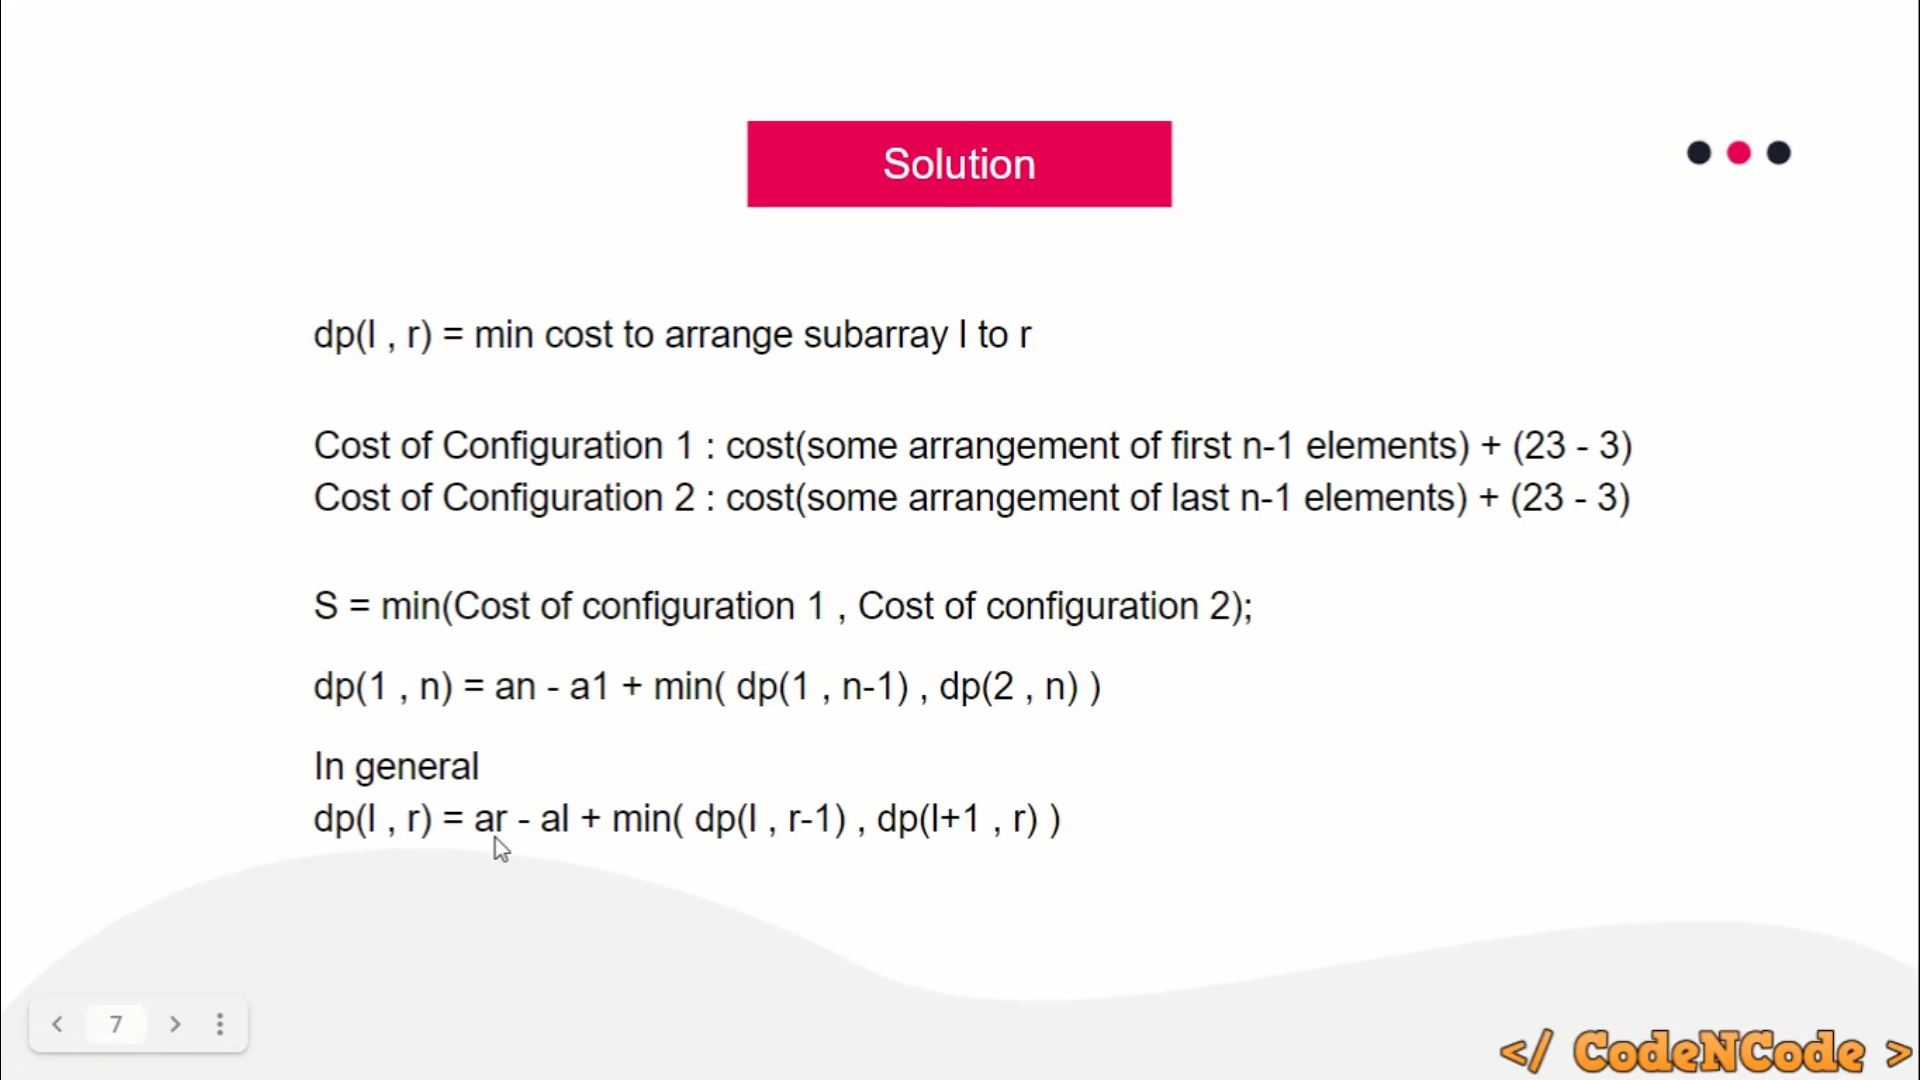 Solution
dp(l , r) = min cost to arrange subarray l to r
Cost of Configuration 1 : cost(some arrangement of first n-1 elements) + (23 - 3)
Cost of Configuration 2 : cost(some arrangement of last n-1 elements) + (23 - 3)
S = min(Cost of configuration 1 , Cost of configuration 2);
dp(1 , n) = an - a1 + min( dp(1 , n-1) , dp(2 , n) )
In general
dp(l , r) = ar - al + min( dp(l , r-1) , dp(l+1 , r) )
7
</ CodeNCode >